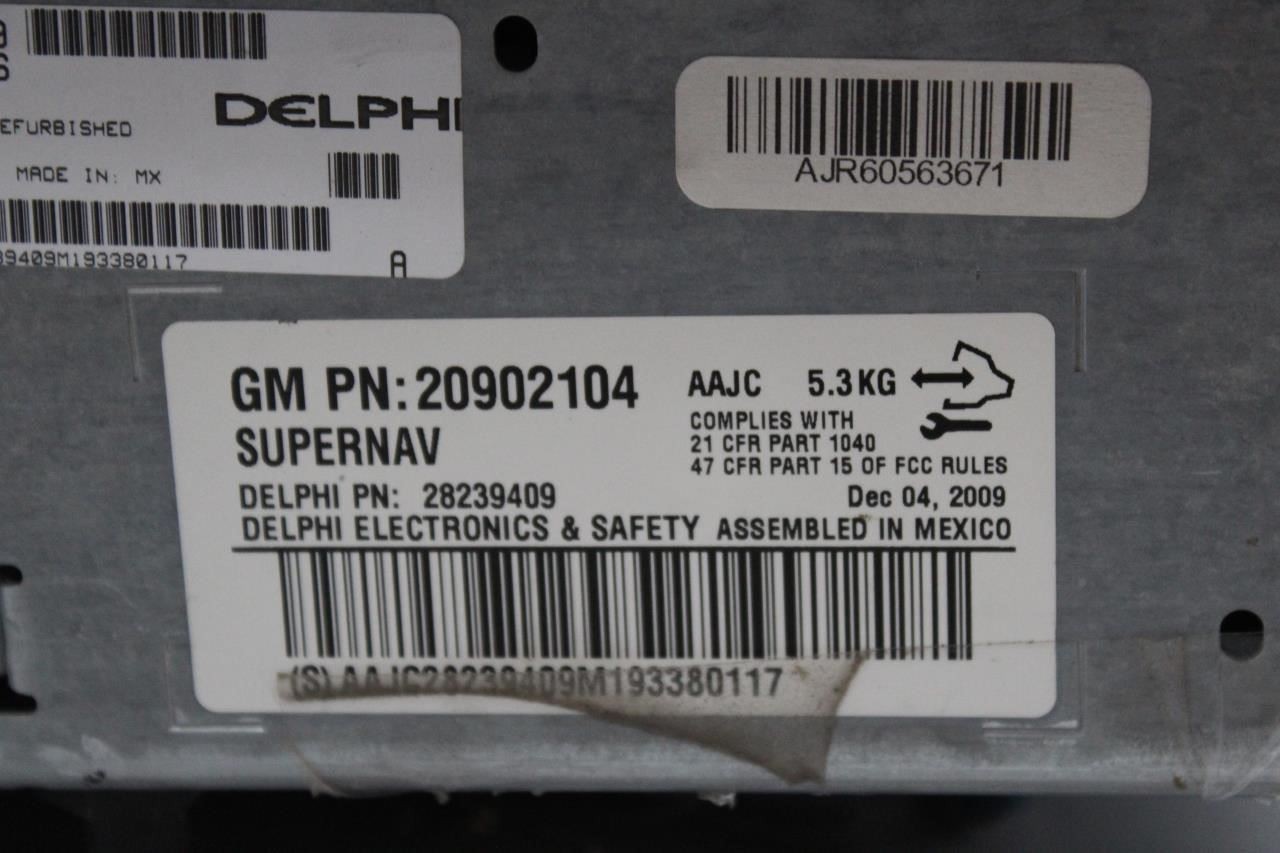 DELPHI
EFURBISHED
MADE IN: MX
39409M193380117
A
AJR60563671
GM PN: 20902104
AAJC 5.3 KG
SUPERNAV
COMPLIES WITH
21 CFR PART 1040
47 CFR PART 15 OF FCC RULES
DELPHI PN: 28239409
Dec 04, 2009
DELPHI ELECTRONICS & SAFETY ASSEMBLED IN MEXICO
(S) AAJC28239409M193380117